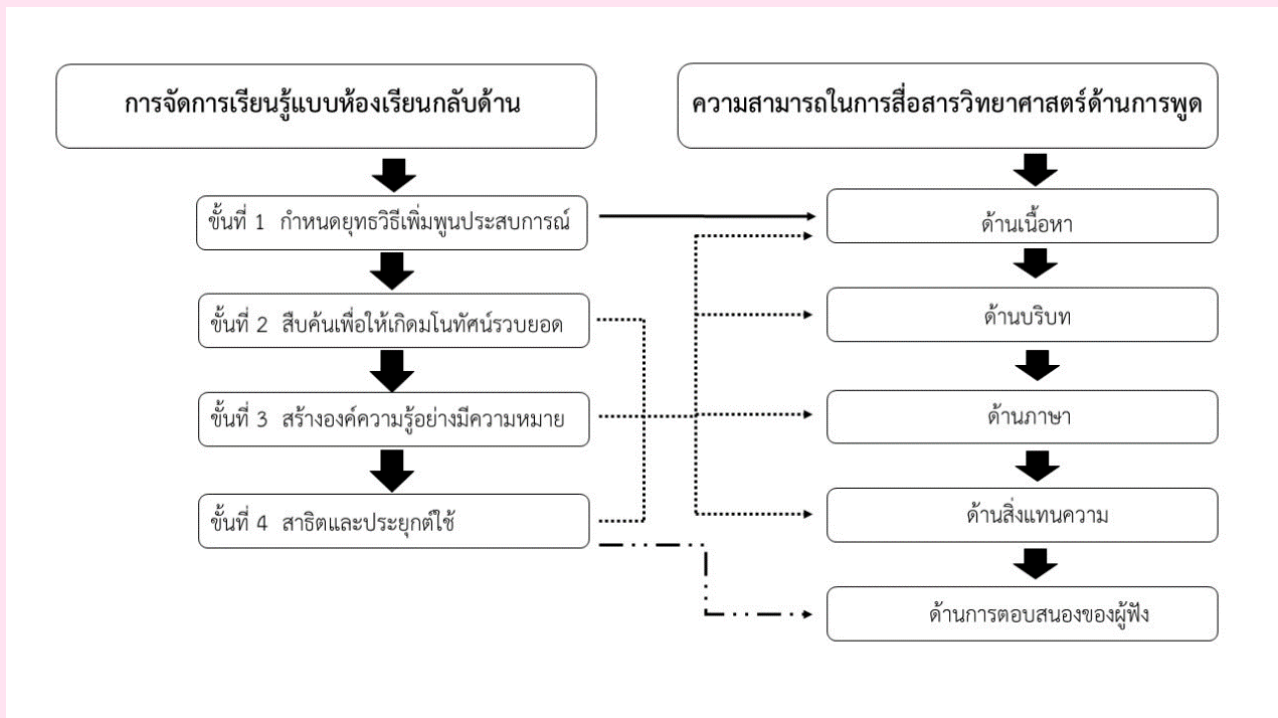 การจัดการเรียนรู้แบบห้องเรียนกลับด้าน
ขั้นที่ 1 กำหนดยุทธวิธีเพิ่มพูนประสบการณ์
ขั้นที่ 2 สืบค้นเพื่อให้เกิดมโนทัศน์รวบยอด
ขั้นที่ 3 สร้างองค์ความรู้อย่างมีความหมาย
ขั้นที่ 4 สาธิตและประยุกต์ใช้
ความสามารถในการสื่อสารวิทยาศาสตร์ด้านการพูด
ด้านเนื้อหา
ด้านบริบท
ด้านภาษา
ด้านสิ่งแทนความ
ด้านการตอบสนองของผู้ฟัง